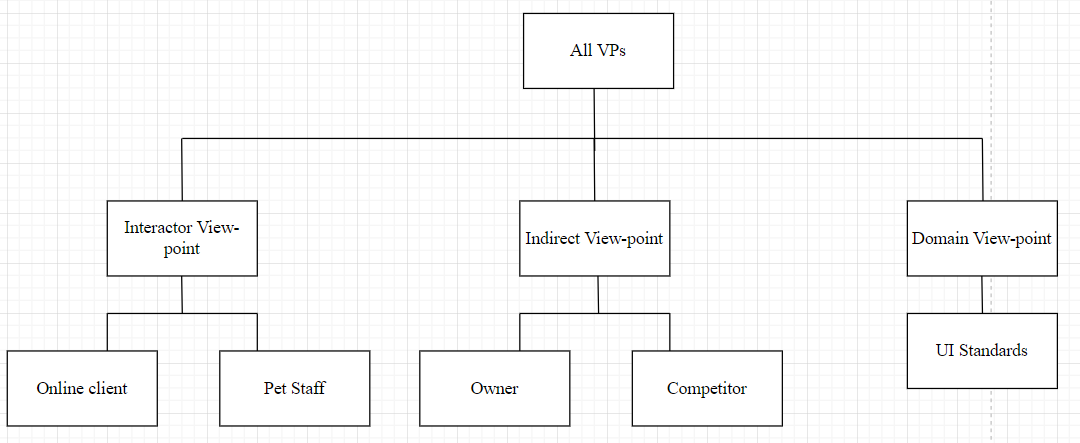 All VPs
Interactor View-
point
Indirect View-point
Domain View-point
UI Standards
Online client
Pet Staff
Owner
Competitor